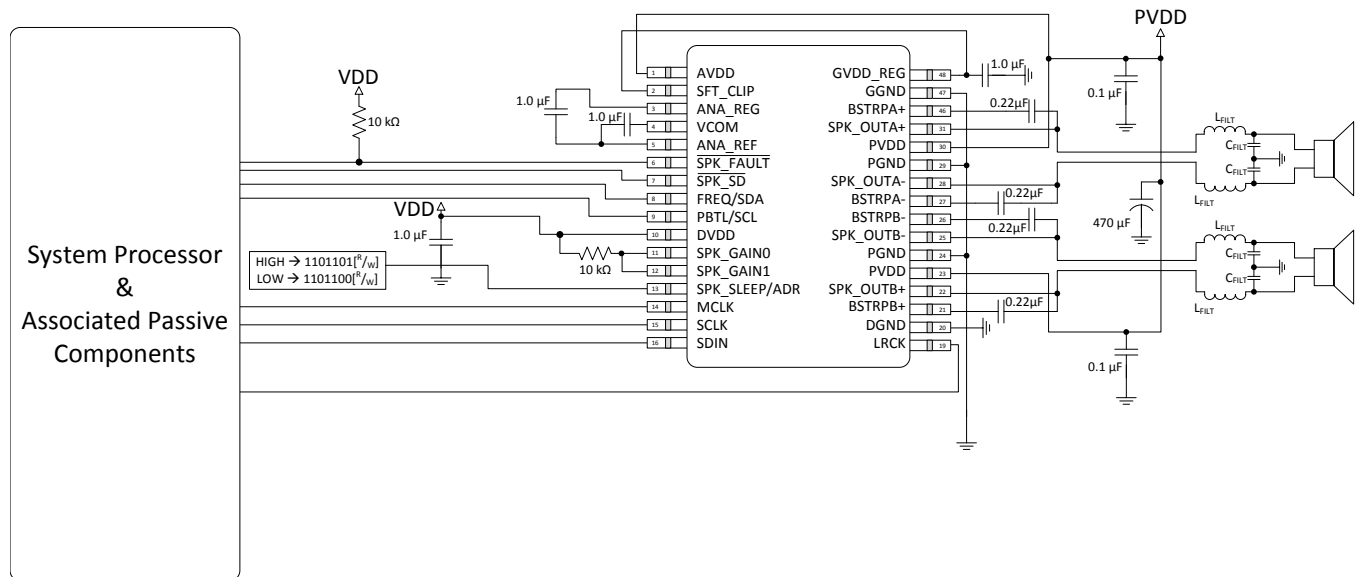 System Processor
&
Associated Passive
Components
VDD
10 kΩ
1.0 µF
1.0 µF
VDD
1.0 µF
10 kΩ
HIGH → 1101101[R/W]
LOW → 1101100[R/W]
1 AVDD
2 SFT_CLIP
3 ANA_REG
4 VCOM
5 ANA_REF
6 SPK_FAULT
7 SPK_SD
8 FREQ/SDA
9 PBTL/SCL
10 DVDD
11 SPK_GAIN0
12 SPK_GAIN1
13 SPK_SLEEP/ADR
14 MCLK
15 SCLK
16 SDIN
GVDD_REG 48
GGND 47
BSTRPA+ 46
SPK_OUTA+ 31
PVDD 30
PGND 29
SPK_OUTA- 28
BSTRPA- 27
BSTRPB- 26
SPK_OUTB- 25
PGND 24
PVDD 23
SPK_OUTB+ 22
BSTRPB+ 21
DGND 20
LRCK 19
1.0 µF
0.22µF
0.22µF
0.22µF
0.22µF
PVDD
0.1 µF
470 µF
0.1 µF
LFILT
CFILT
CFILT
LFILT
LFILT
CFILT
CFILT
LFILT